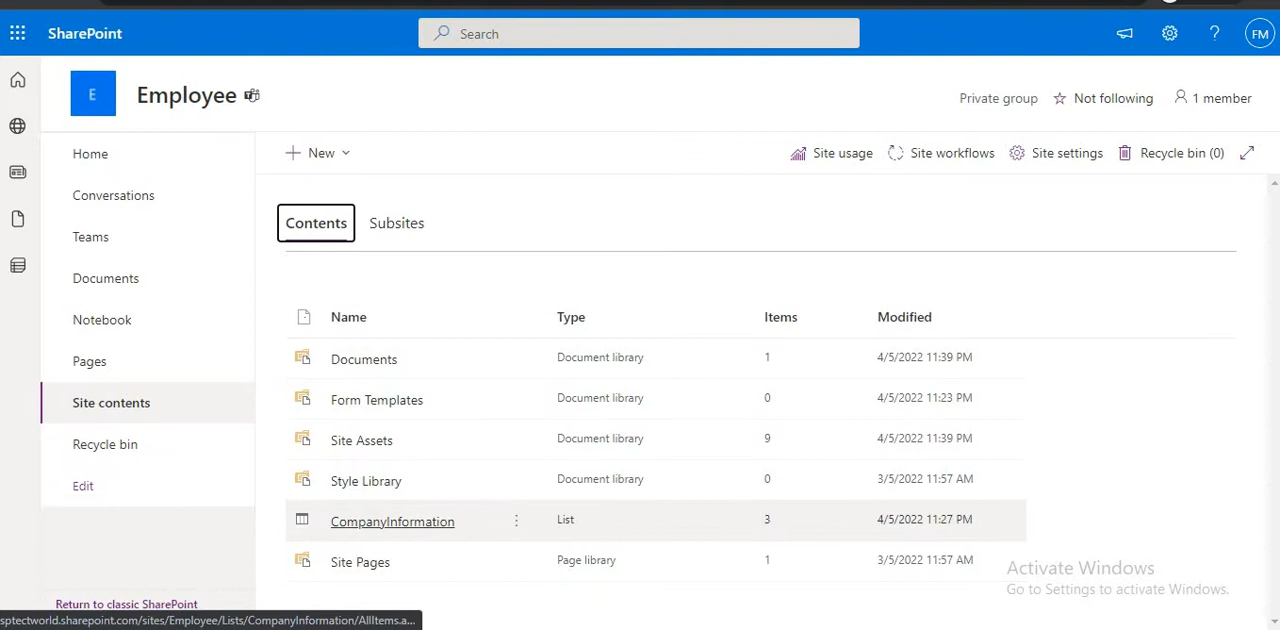 SharePoint
Search
FM
E
Employee
Private group
Not following
1 member
Home
Conversations
Teams
Documents
Notebook
Pages
Site contents
Recycle bin
Edit
Return to classic SharePoint
New
Site usage
Site workflows
Site settings
Recycle bin (0)
Contents
Subsites
Name Type Items Modified
Documents Document library 1 4/5/2022 11:39 PM
Form Templates Document library 0 4/5/2022 11:23 PM
Site Assets Document library 9 4/5/2022 11:39 PM
Style Library Document library 0 3/5/2022 11:57 AM
CompanyInformation List 3 4/5/2022 11:27 PM
Site Pages Page library 1 3/5/2022 11:57 AM
Activate Windows
Go to Settings to activate Windows.
sptectworld.sharepoint.com/sites/Employee/Lists/CompanyInformation/AllItems.a...